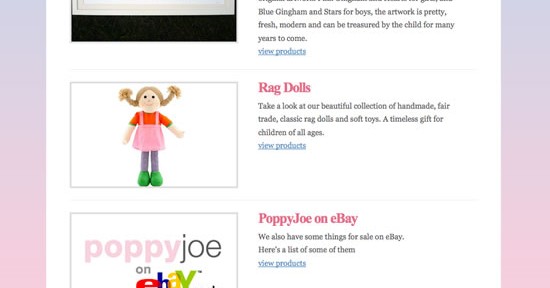 Blue Gingham and Stars for boys, the artwork is pretty,
fresh, modern and can be treasured by the child for many
years to come.
view products
Rag Dolls
Take a look at our beautiful collection of handmade, fair
trade, classic rag dolls and soft toys. A timeless gift for
children of all ages.
view products
poppyjoe
on
ebay™
PoppyJoe on eBay
We also have some things for sale on eBay.
Here's a list of some of them
view products